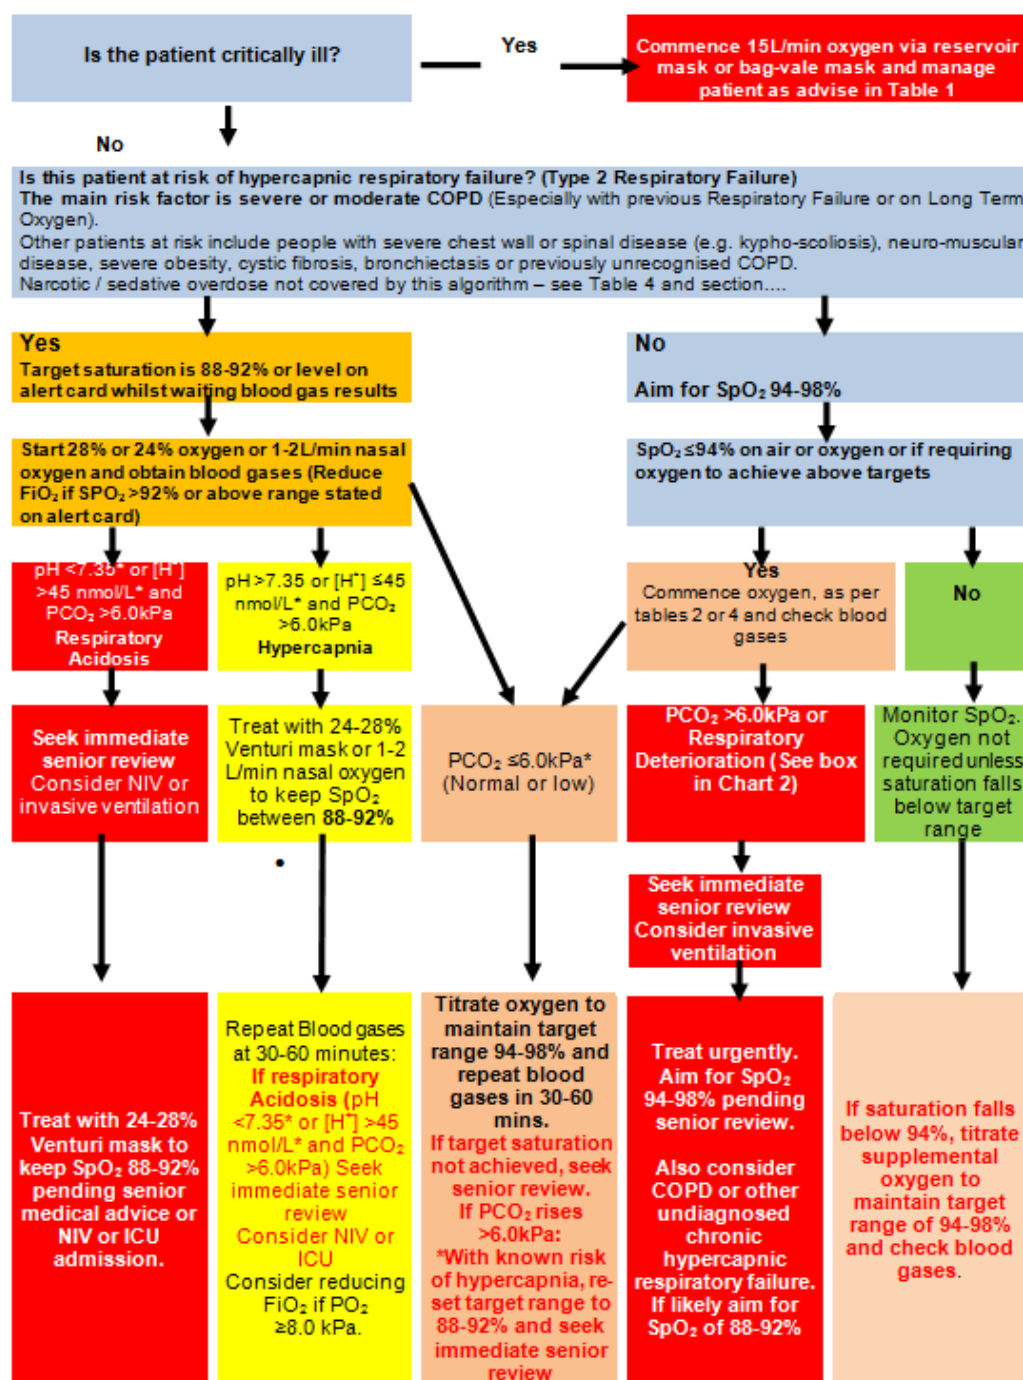 Is the patient critically ill?
Yes
Commence 15L/min oxygen via reservoir
mask or bag-vale mask and manage
patient as advise in Table 1
No
Is this patient at risk of hypercapnic respiratory failure? (Type 2 Respiratory Failure)
The main risk factor is severe or moderate COPD (Especially with previous Respiratory Failure or on Long Term
Oxygen).
Other patients at risk include people with severe chest wall or spinal disease (e.g. kypho-scoliosis), neuro-muscular
disease, severe obesity, cystic fibrosis, bronchiectasis or previously unrecognised COPD.
Narcotic / sedative overdose not covered by this algorithm – see Table 4 and section....
Yes
Target saturation is 88-92% or level on
alert card whilst waiting blood gas results
No
Aim for SpO₂ 94-98%
Start 28% or 24% oxygen or 1-2L/min nasal
oxygen and obtain blood gases (Reduce
FiO₂ if SPO₂ >92% or above range stated
on alert card)
SpO₂ ≤94% on air or oxygen or if requiring
oxygen to achieve above targets
pH <7.35* or [H⁺]
>45 nmol/L* and
PCO₂ >6.0kPa
Respiratory
Acidosis
pH >7.35 or [H⁺] ≤45
nmol/L* and PCO₂
>6.0kPa
Hypercapnia
Yes
Commence oxygen, as per
tables 2 or 4 and check blood
gases
No
Seek immediate
senior review
Consider NIV or
invasive ventilation
Treat with 24-28%
Venturi mask or 1-2
L/min nasal oxygen
to keep SpO₂
between 88-92%
PCO₂ ≤6.0kPa*
(Normal or low)
PCO₂ >6.0kPa or
Respiratory
Deterioration (See box
in Chart 2)
Monitor SpO₂.
Oxygen not
required unless
saturation falls
below target
range
Seek immediate
senior review
Consider invasive
ventilation
Treat with 24-28%
Venturi mask to
keep SpO₂ 88-92%
pending senior
medical advice or
NIV or ICU
admission.
Repeat Blood gases
at 30-60 minutes:
If respiratory
Acidosis (pH
<7.35* or [H⁺] >45
nmol/L* and PCO₂
>6.0kPa) Seek
immediate senior
review
Consider NIV or
ICU
Consider reducing
FiO₂ if PO₂
≥8.0 kPa.
Titrate oxygen to
maintain target
range 94-98% and
repeat blood
gases in 30-60
mins.
If target saturation
not achieved, seek
senior review.
If PCO₂ rises
>6.0kPa:
*With known risk
of hypercapnia, re-
set target range to
88-92% and seek
immediate senior
review
Treat urgently.
Aim for SpO₂
94-98% pending
senior review.
Also consider
COPD or other
undiagnosed
chronic
hypercapnic
respiratory failure.
If likely aim for
SpO₂ of 88-92%
If saturation falls
below 94%, titrate
supplemental
oxygen to
maintain target
range of 94-98%
and check blood
gases.